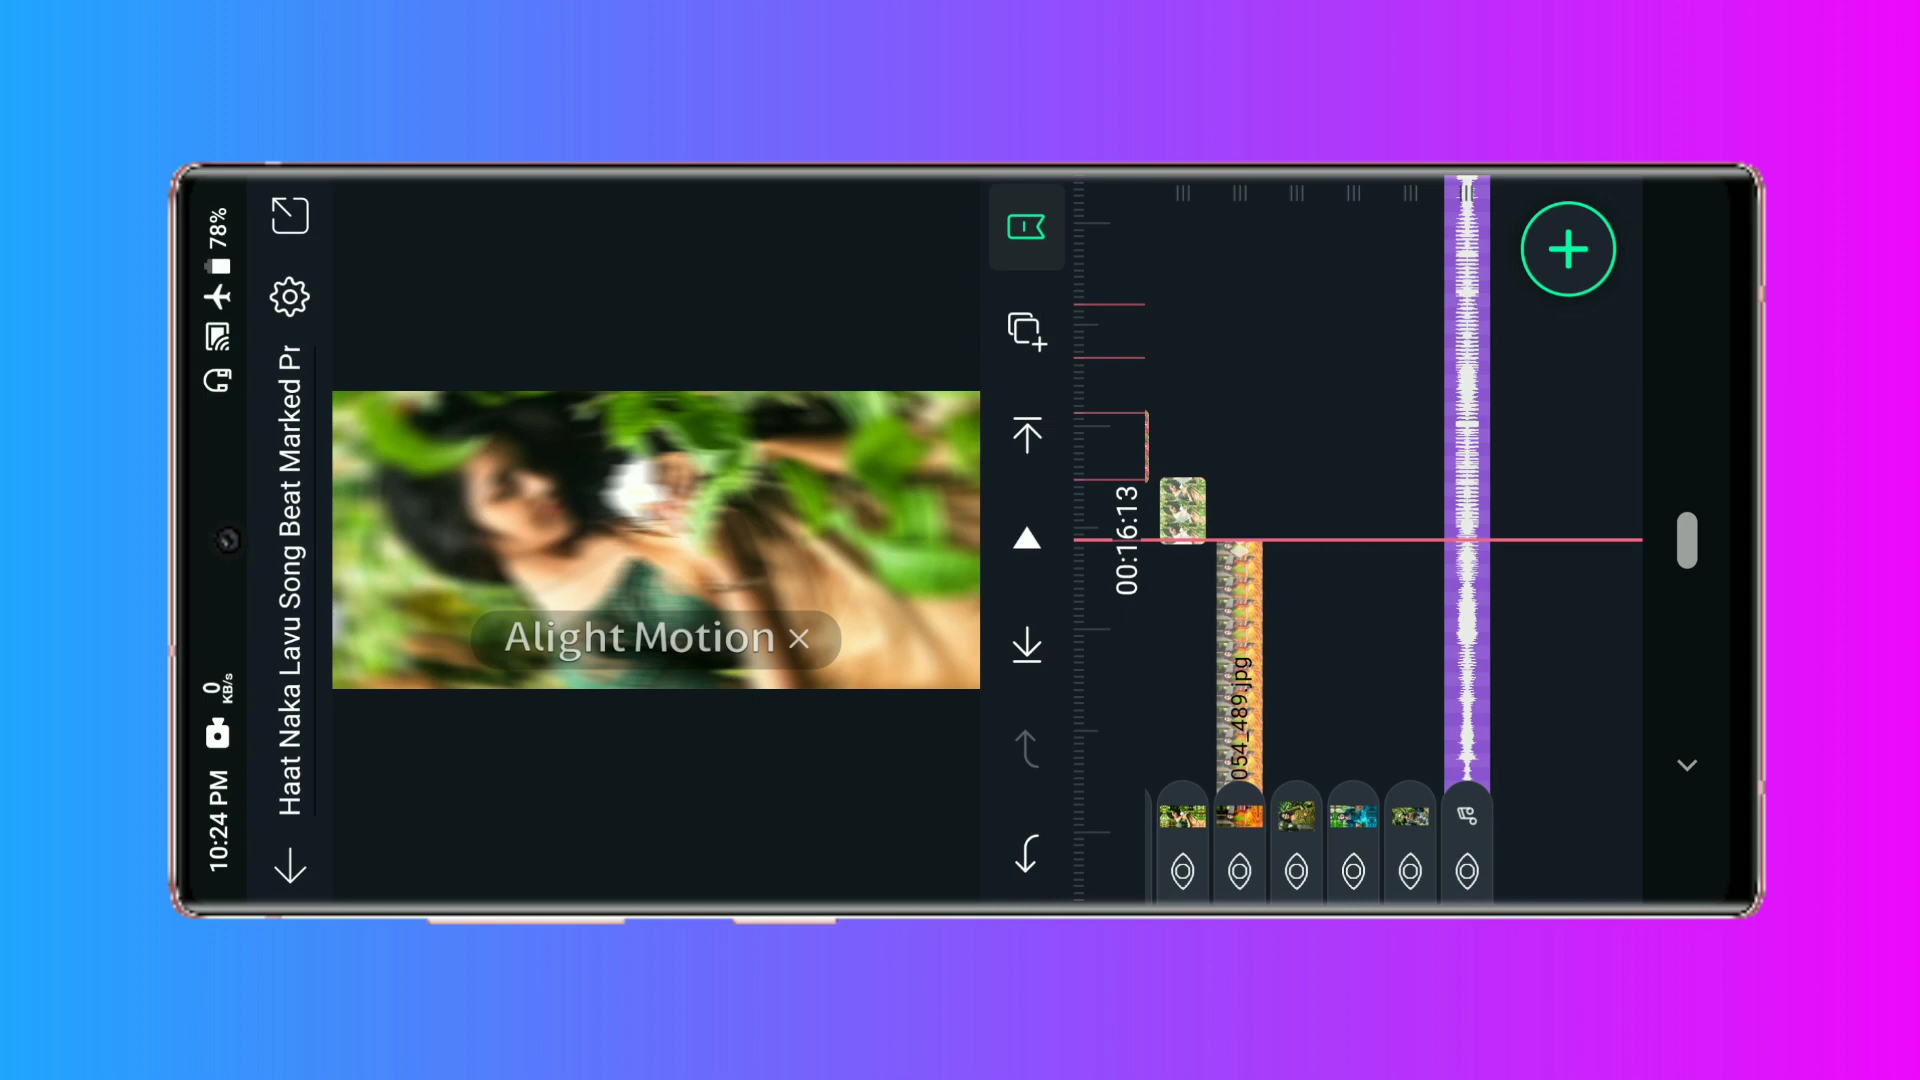 10:24 PM
0
KB/s
78%
Haat Naka Lavu Song Beat Marked Pr
Alight Motion ×
00:16:13
054_489.jpg